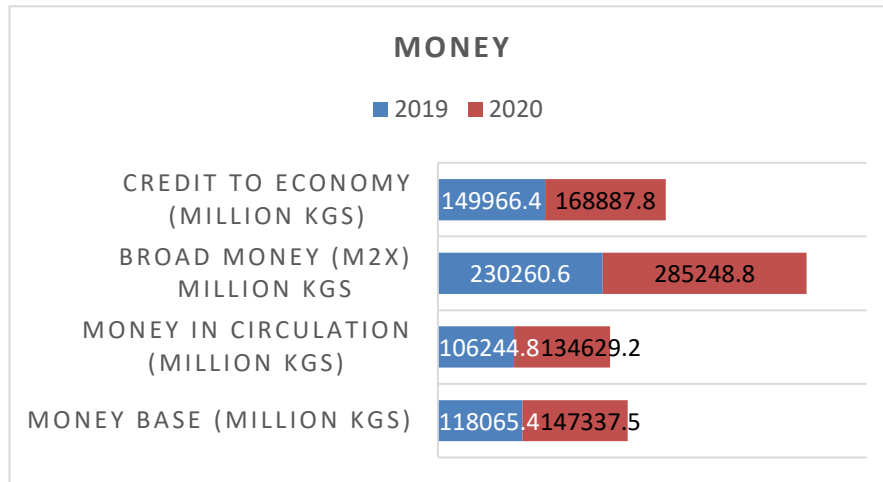 MONEY
2019 2020
CREDIT TO ECONOMY
(MILLION KGS)
149966.4 168887.8
BROAD MONEY (M2X)
MILLION KGS
230260.6 285248.8
MONEY IN CIRCULATION
(MILLION KGS)
106244.8 134629.2
MONEY BASE (MILLION KGS)
118065.4 147337.5